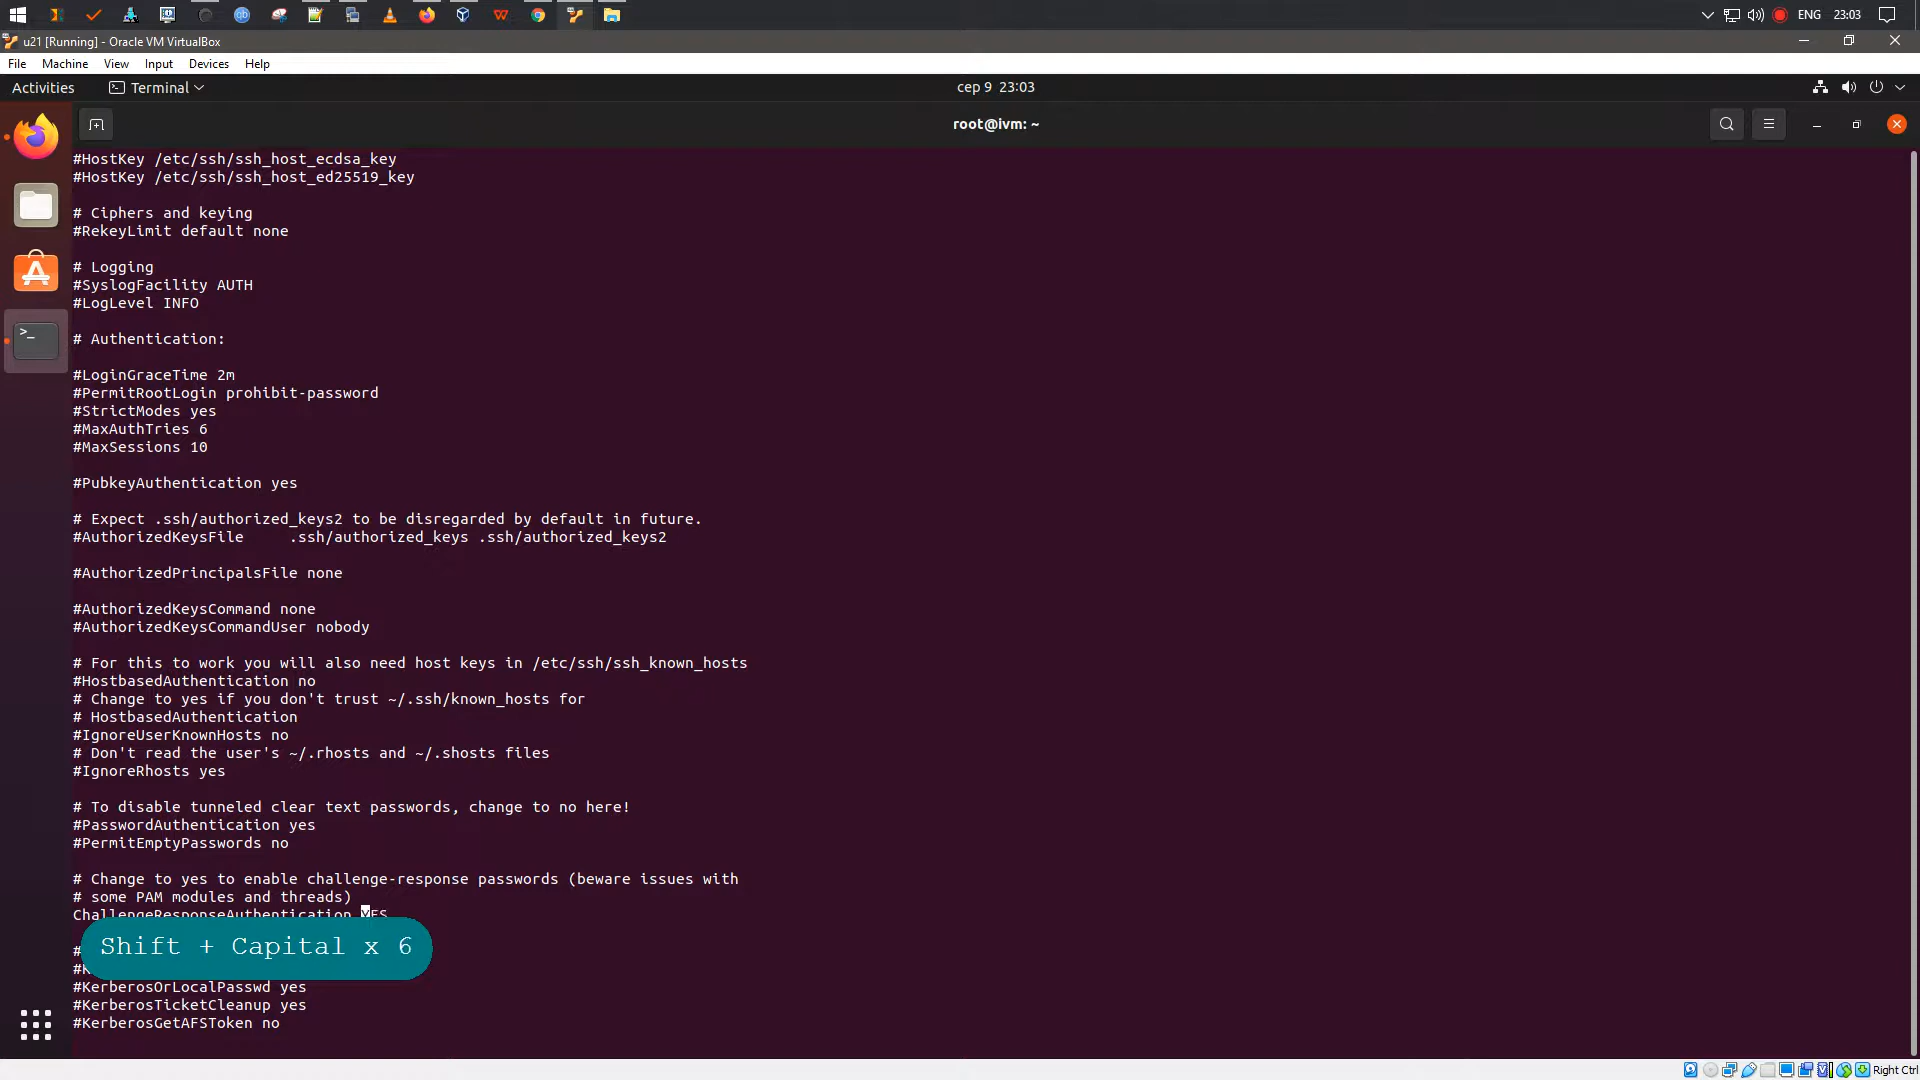 ENG 23:03
u21 [Running] - Oracle VM VirtualBox
File Machine View Input Devices Help
Activities Terminal сер 9 23:03
root@ivm: ~
#HostKey /etc/ssh/ssh_host_ecdsa_key
#HostKey /etc/ssh/ssh_host_ed25519_key
# Ciphers and keying
#RekeyLimit default none
# Logging
#SyslogFacility AUTH
#LogLevel INFO
# Authentication:
#LoginGraceTime 2m
#PermitRootLogin prohibit-password
#StrictModes yes
#MaxAuthTries 6
#MaxSessions 10
#PubkeyAuthentication yes
# Expect .ssh/authorized_keys2 to be disregarded by default in future.
#AuthorizedKeysFile     .ssh/authorized_keys .ssh/authorized_keys2
#AuthorizedPrincipalsFile none
#AuthorizedKeysCommand none
#AuthorizedKeysCommandUser nobody
# For this to work you will also need host keys in /etc/ssh/ssh_known_hosts
#HostbasedAuthentication no
# Change to yes if you don't trust ~/.ssh/known_hosts for
# HostbasedAuthentication
#IgnoreUserKnownHosts no
# Don't read the user's ~/.rhosts and ~/.shosts files
#IgnoreRhosts yes
# To disable tunneled clear text passwords, change to no here!
#PasswordAuthentication yes
#PermitEmptyPasswords no
# Change to yes to enable challenge-response passwords (beware issues with
# some PAM modules and threads)
ChallengeResponseAuthentication
Shift + Capital x 6
#
#K
#KerberosOrLocalPasswd yes
#KerberosTicketCleanup yes
#KerberosGetAFSToken no
Right Ctrl